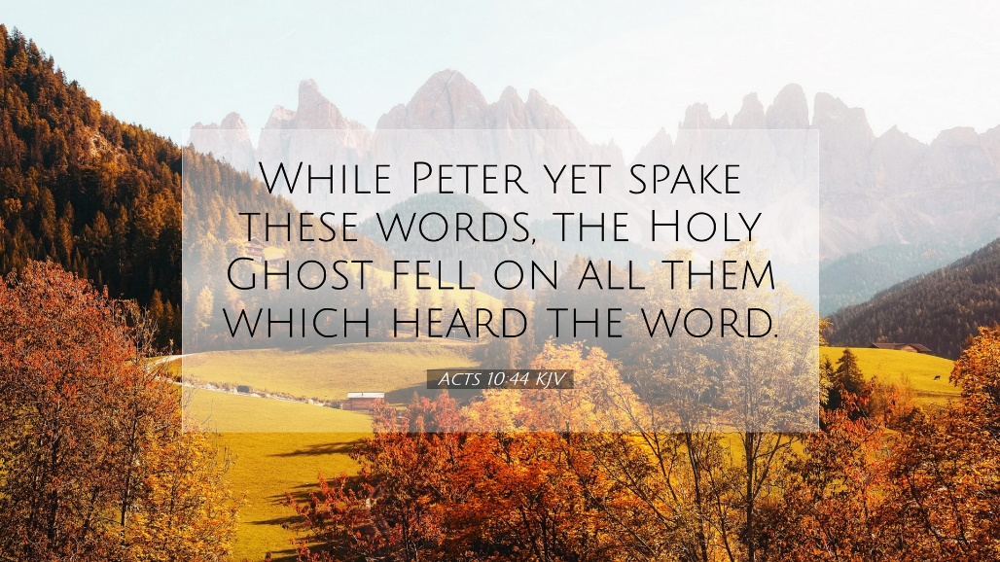 While Peter yet spake
these words, the Holy
Ghost fell on all them
which heard the word.
Acts 10:44 KJV